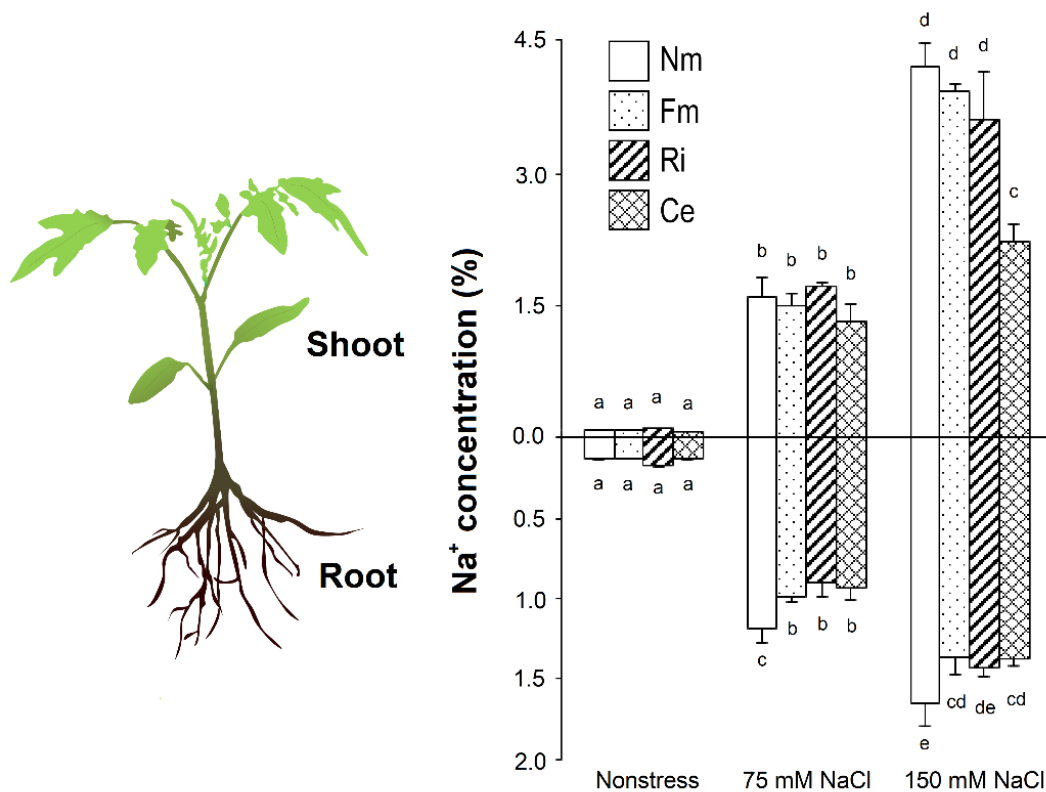 Shoot
Root
Na⁺ concentration (%)
4.5
3.0
1.5
0.0
0.5
1.0
1.5
2.0
Nm
Fm
Ri
Ce
d d d c
b b b b
a a a a
a a a a
c b b b
e cd de cd
Nonstress 75 mM NaCl 150 mM NaCl